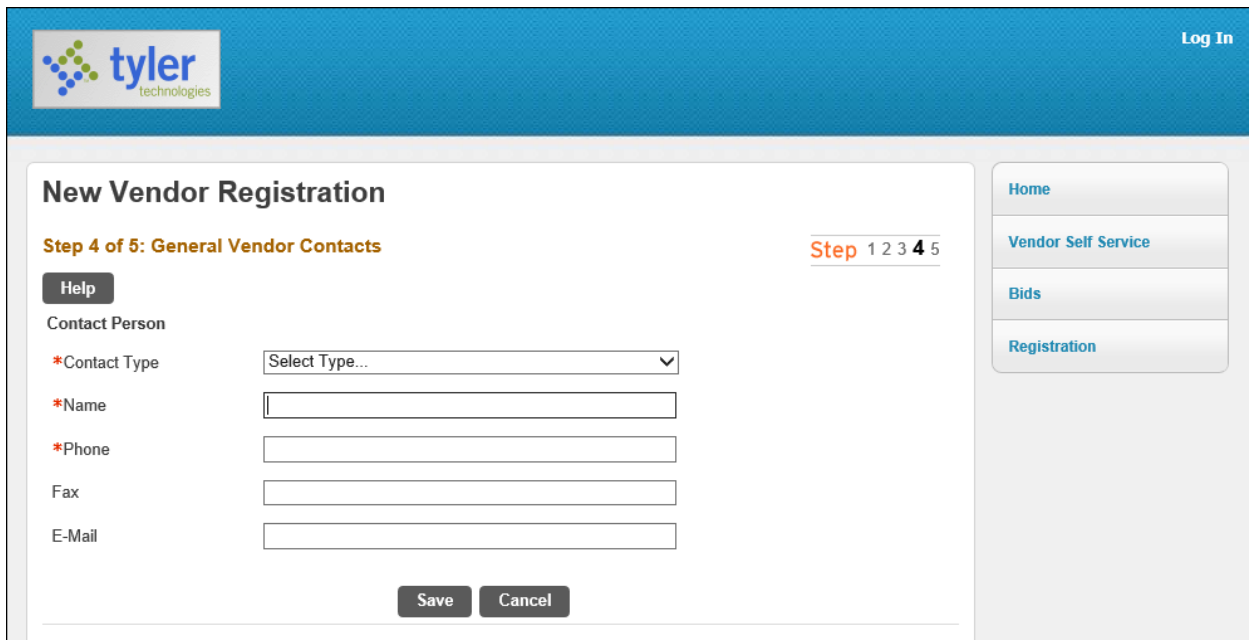 tyler
technologies
Log In
New Vendor Registration
Step 4 of 5: General Vendor Contacts
Step 1 2 3 4 5
Help
Contact Person
*Contact Type
Select Type...
*Name
*Phone
Fax
E-Mail
Save
Cancel
Home
Vendor Self Service
Bids
Registration